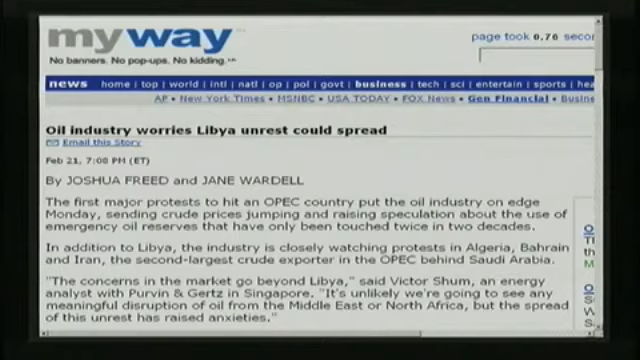 myway
page took 0.70
No banners. No pop-ups. No kidding.
news home | top | world | intl | natl | op | pol | govt | business | tech | sci | entertain | sports |
AP • New York Times • MSNBC • USA TODAY • FOX News • Gen Financial •
Oil industry worries Libya unrest could spread
Email this Story
Feb 21, 7:08 PM (ET)
By JOSHUA FREED and JANE WARDELL
The first major protests to hit an OPEC country put the oil industry on edge
Monday, sending crude prices jumping and raising speculation about the use of
emergency oil reserves that have only been touched twice in two decades.
In addition to Libya, the industry is closely watching protests in Algeria, Bahrain
and Iran, the second-largest crude exporter in the OPEC behind Saudi Arabia.
"The concerns in the market go beyond Libya," said Victor Shum, an energy
analyst with Purvin & Gertz in Singapore. "It's unlikely we're going to see any
meaningful disruption of oil from the Middle East or North Africa, but the spread
of this unrest has raised anxieties."